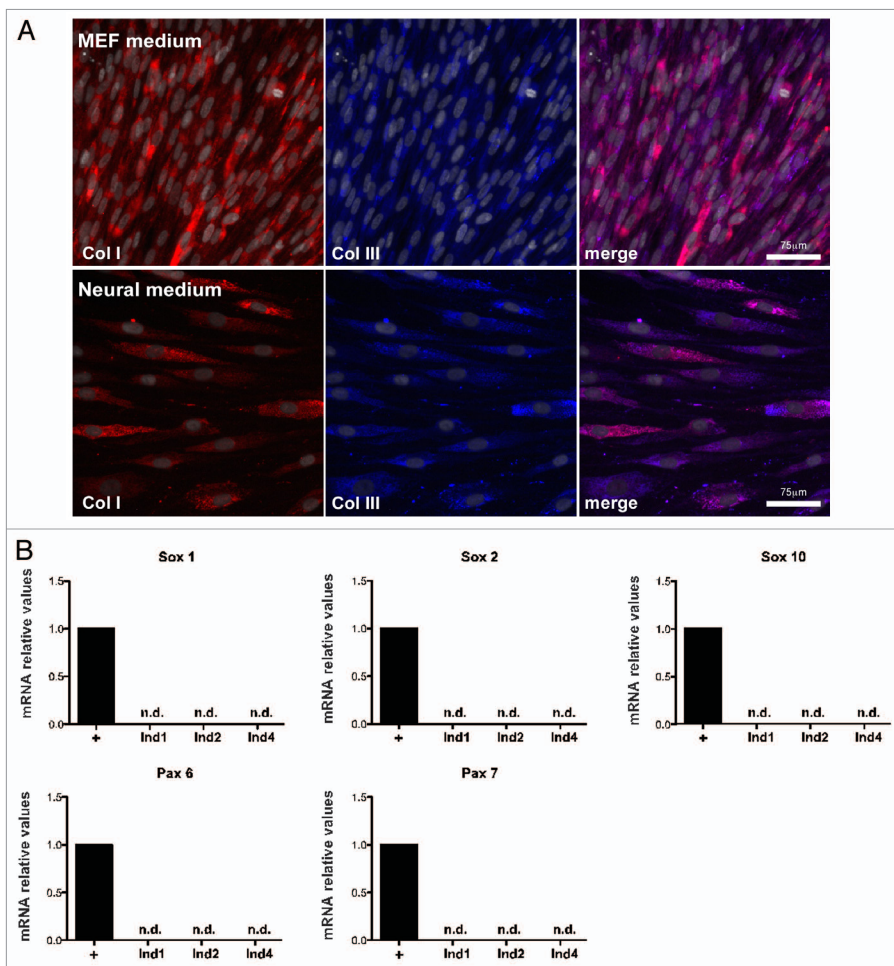 A
MEF medium
Col I
Col III
merge
75µm
Neural medium
Col I
Col III
merge
75µm
B
Sox 1
mRNA relative values
1.5
1.0
0.5
0.0
n.d. n.d. n.d.
+ Ind1 Ind2 Ind4
Sox 2
mRNA relative values
1.5
1.0
0.5
0.0
n.d. n.d. n.d.
+ Ind1 Ind2 Ind4
Sox 10
mRNA relative values
1.5
1.0
0.5
0.0
n.d. n.d. n.d.
+ Ind1 Ind2 Ind4
Pax 6
mRNA relative values
1.5
1.0
0.5
0.0
n.d. n.d. n.d.
+ Ind1 Ind2 Ind4
Pax 7
mRNA relative values
1.5
1.0
0.5
0.0
n.d. n.d. n.d.
+ Ind1 Ind2 Ind4